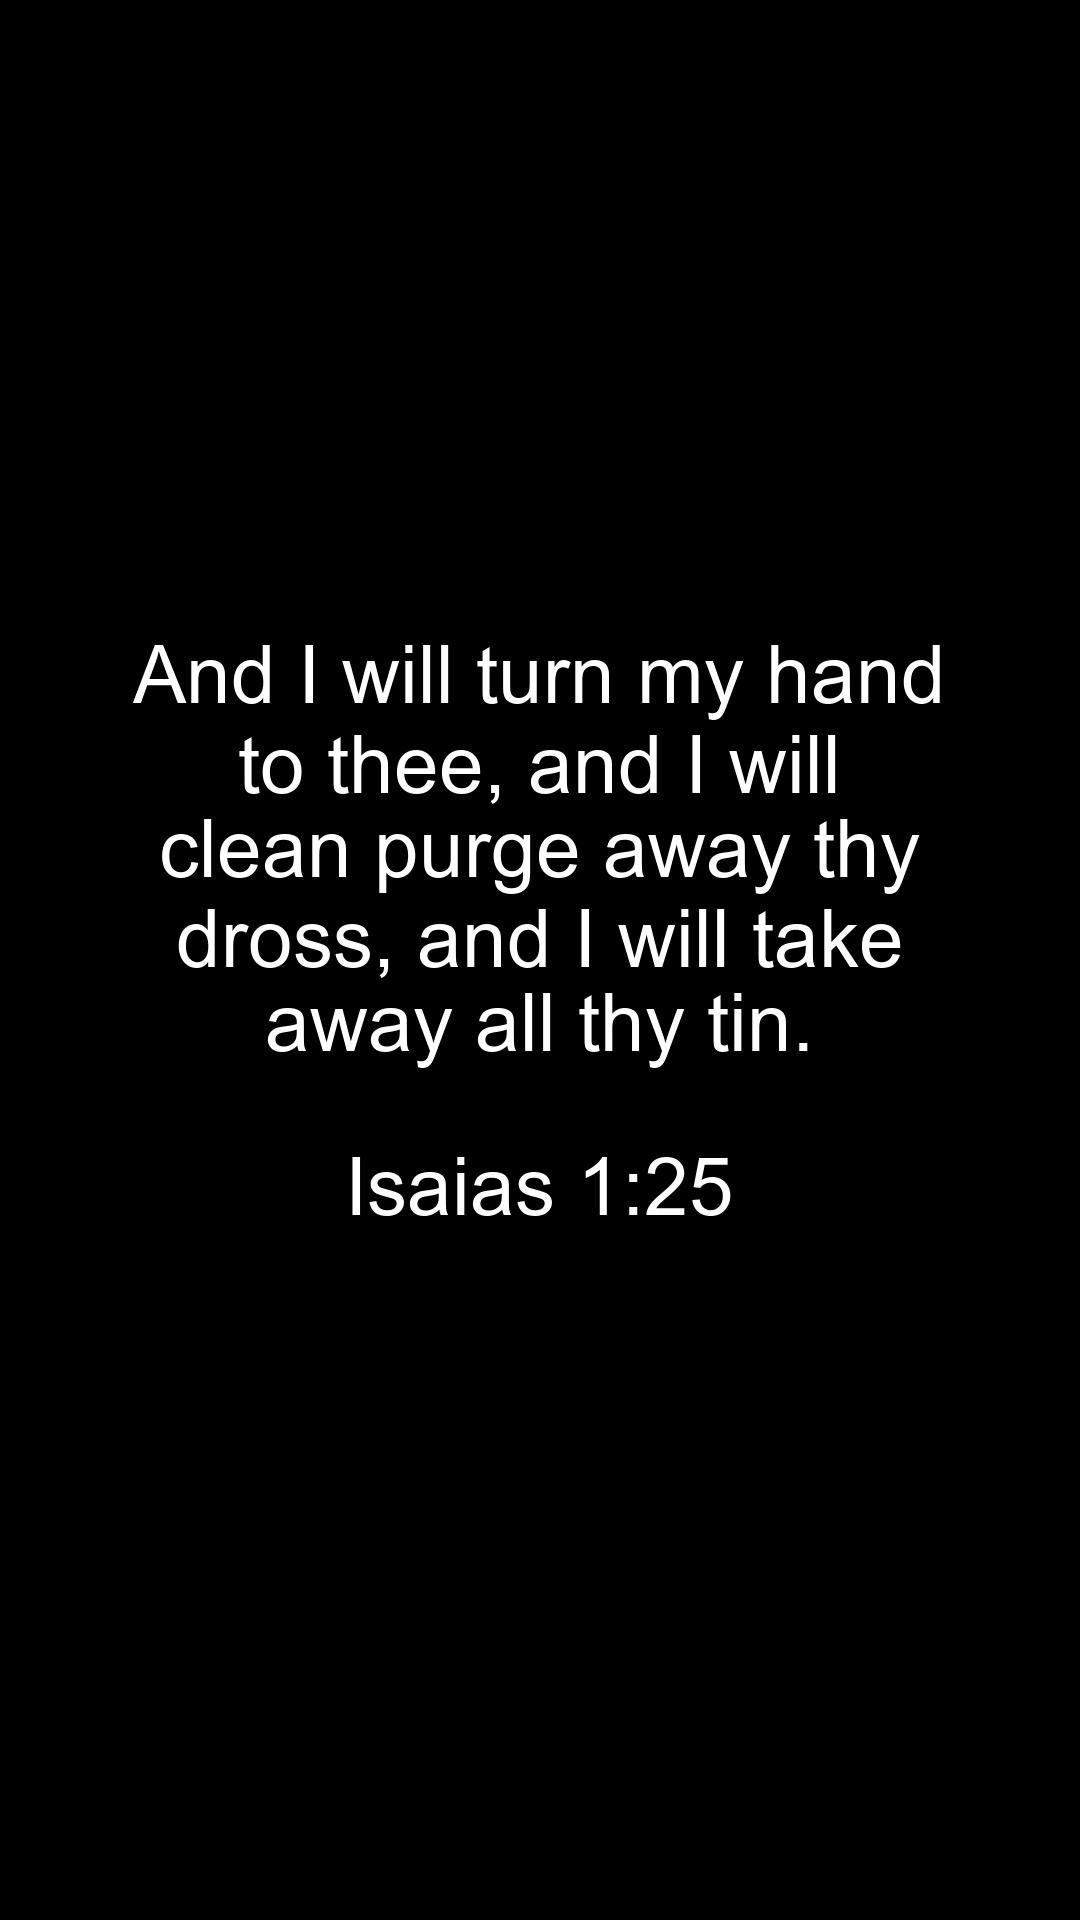 And I will turn my hand
to thee, and I will
clean purge away thy
dross, and I will take
away all thy tin.
Isaias 1:25